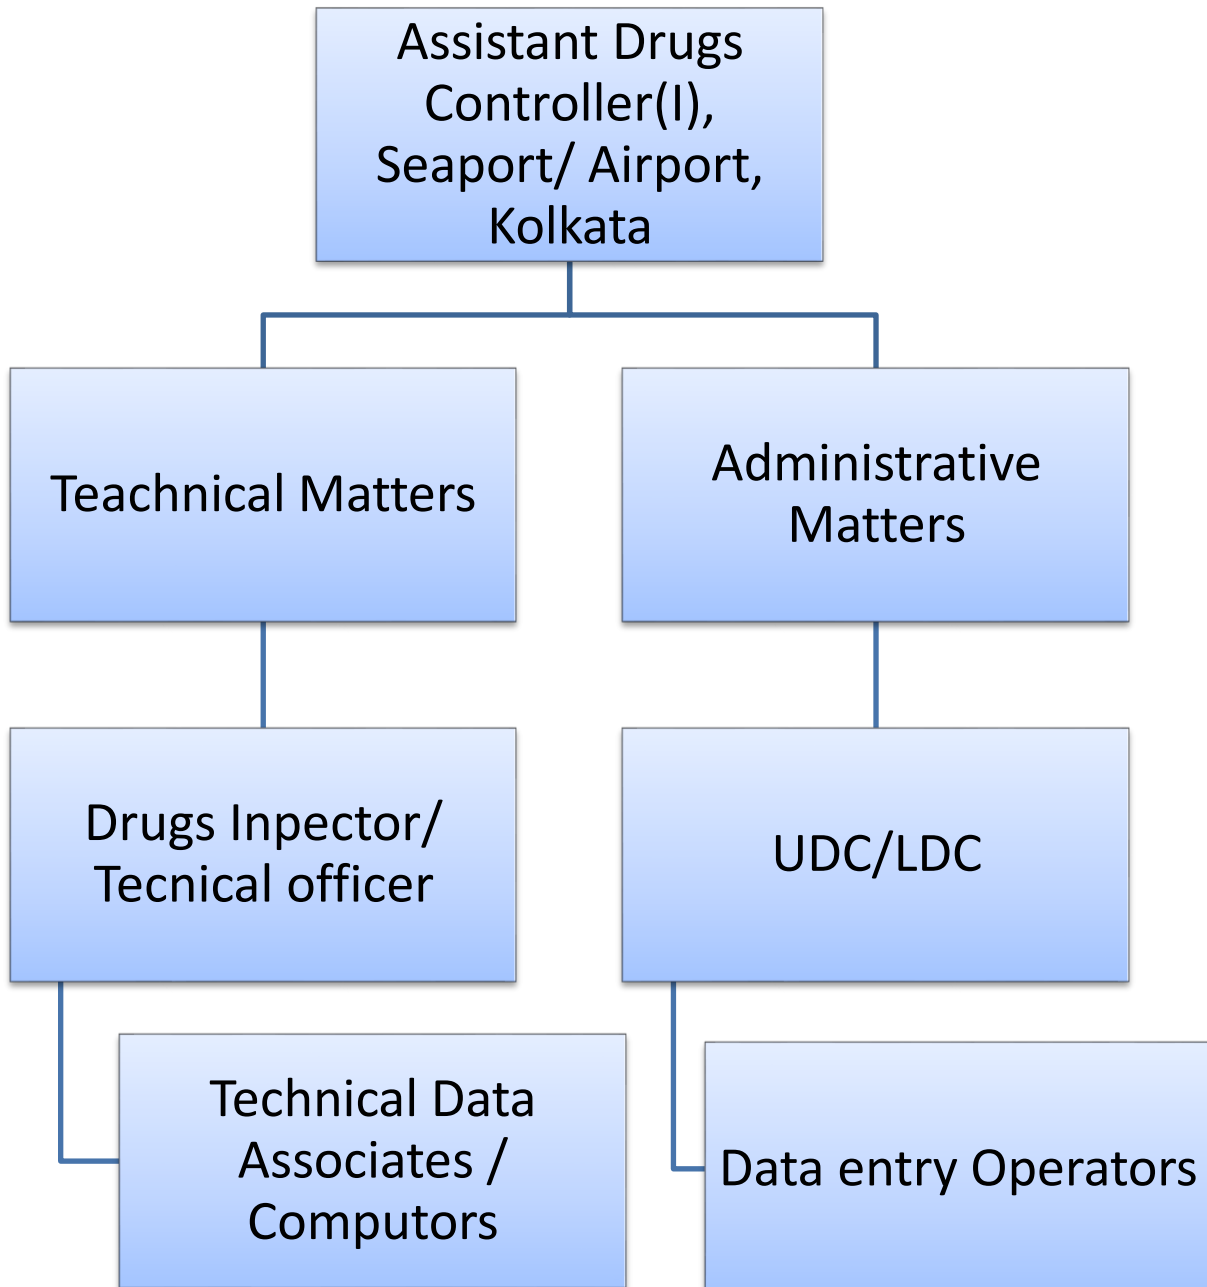 Assistant Drugs
Controller(I),
Seaport/ Airport,
Kolkata
Teachnical Matters
Administrative
Matters
Drugs Inpector/
Tecnical officer
UDC/LDC
Technical Data
Associates /
Computors
Data entry Operators